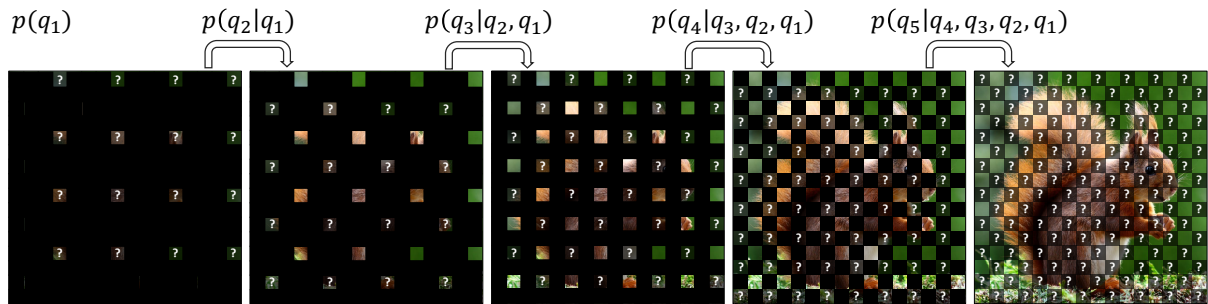 p(q₁) p(q₂|q₁) p(q₃|q₂, q₁) p(q₄|q₃, q₂, q₁) p(q₅|q₄, q₃, q₂, q₁)